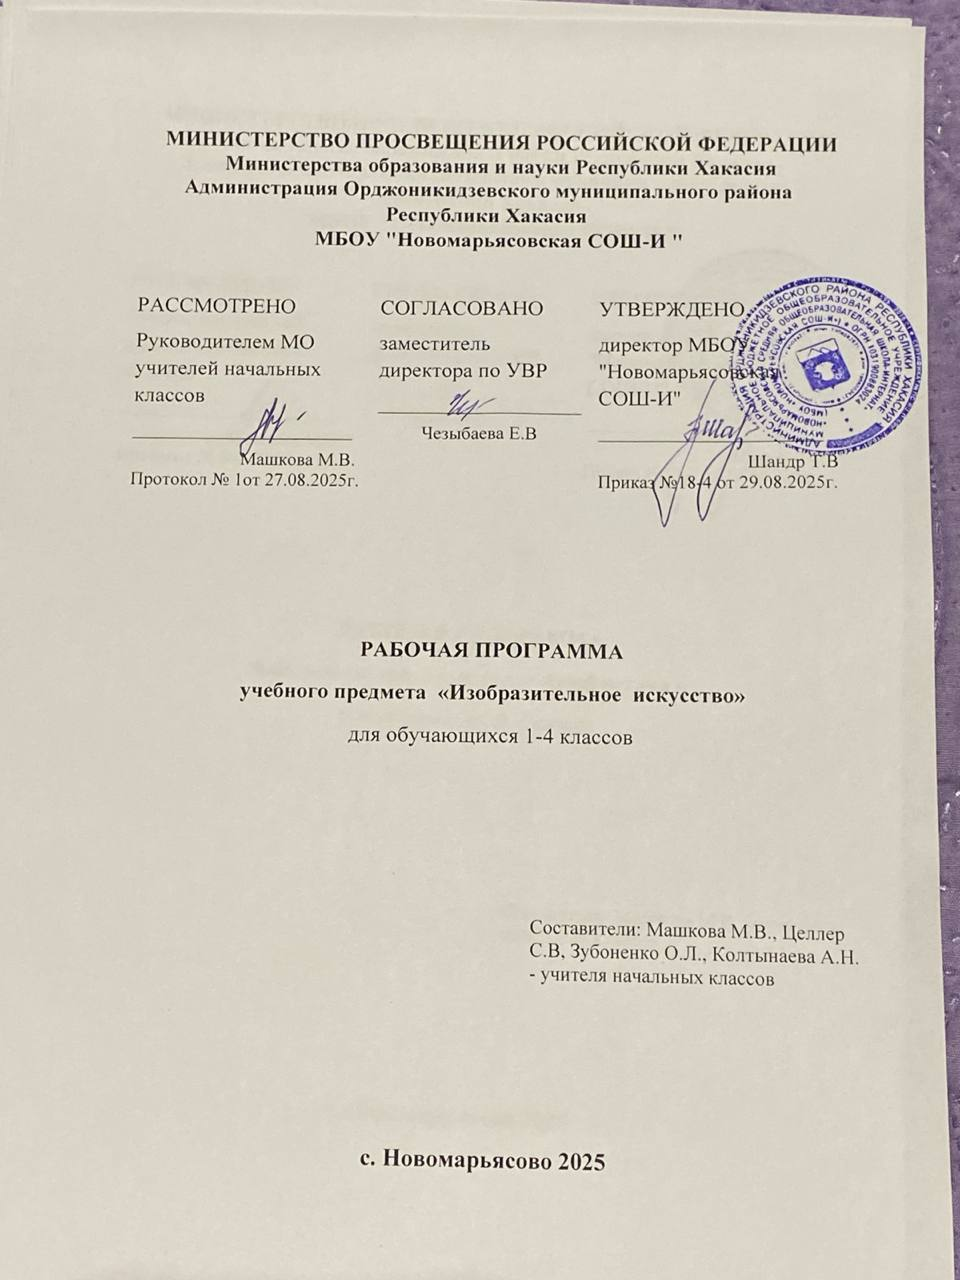 МИНИСТЕРСТВО ПРОСВЕЩЕНИЯ РОССИЙСКОЙ ФЕДЕРАЦИИ
Министерства образования и науки Республики Хакасия
Администрация Орджоникидзевского муниципального района
Республики Хакасия
МБОУ "Новомарьясовская СОШ-И "
РАССМОТРЕНО
Руководителем МО
учителей начальных
классов
Машкова М.В.
Протокол № 1от 27.08.2025г.
СОГЛАСОВАНО
заместитель
директора по УВР
Чезыбаева Е.В
УТВЕРЖДЕНО
директор МБОУ
"Новомарьясовская
СОШ-И"
Шандр Т.В
Приказ №18-4 от 29.08.2025г.
РАБОЧАЯ ПРОГРАММА
учебного предмета «Изобразительное искусство»
для обучающихся 1-4 классов
Составители: Машкова М.В., Целлер
С.В, Зубоненко О.Л., Колтынаева А.Н.
- учителя начальных классов
с. Новомарьясово 2025